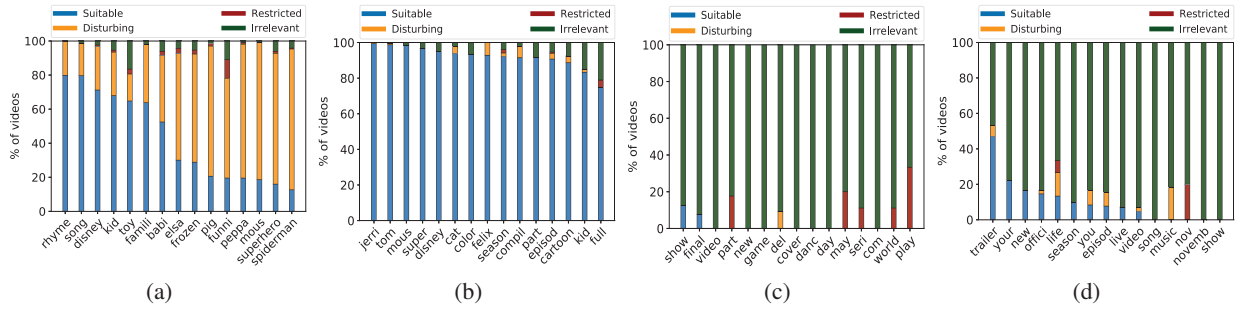 Suitable Restricted
Disturbing Irrelevant
% of videos
100
80
60
40
20
0
rhyme song disney kid toy famili babi elsa frozen pig funni peppa mous superhero spiderman
(a)
Suitable Restricted
Disturbing Irrelevant
% of videos
100
80
60
40
20
0
jerri tom mous super disney cat color felix season compil part episod cartoon kid full
(b)
Suitable Restricted
Disturbing Irrelevant
% of videos
100
80
60
40
20
0
show final video part new game del cover danc day may seri com world play
(c)
Suitable Restricted
Disturbing Irrelevant
% of videos
100
80
60
40
20
0
trailer your new offici life season you episod live video song music nov novemb show
(d)